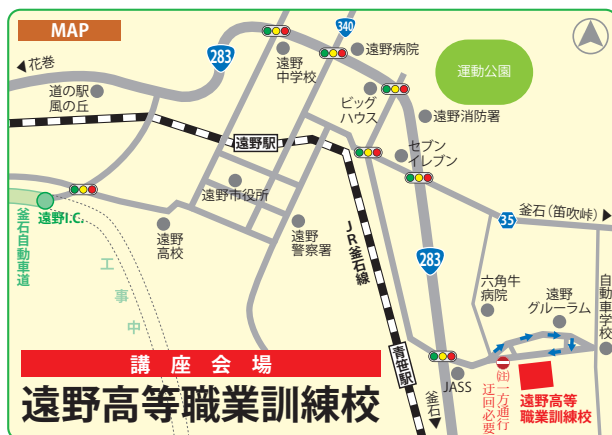 MAP
340
283
花巻
遠野
中学校
遠野病院
運動公園
道の駅
風の丘
ビッグ
ハウス
遠野消防署
遠野駅
セブン
イレブン
遠野市役所
遠野I.C.
釜石自動車道
遠野
高校
遠野
警察署
JR釜石線
釜石(笛吹峠)
35
283
工事中
六角牛
病院
遠野
グルーラム
自動車学校
青笹駅
釜石
JASS
㊟一方通行
迂回必要
遠野高等
職業訓練校
講座会場
遠野高等職業訓練校